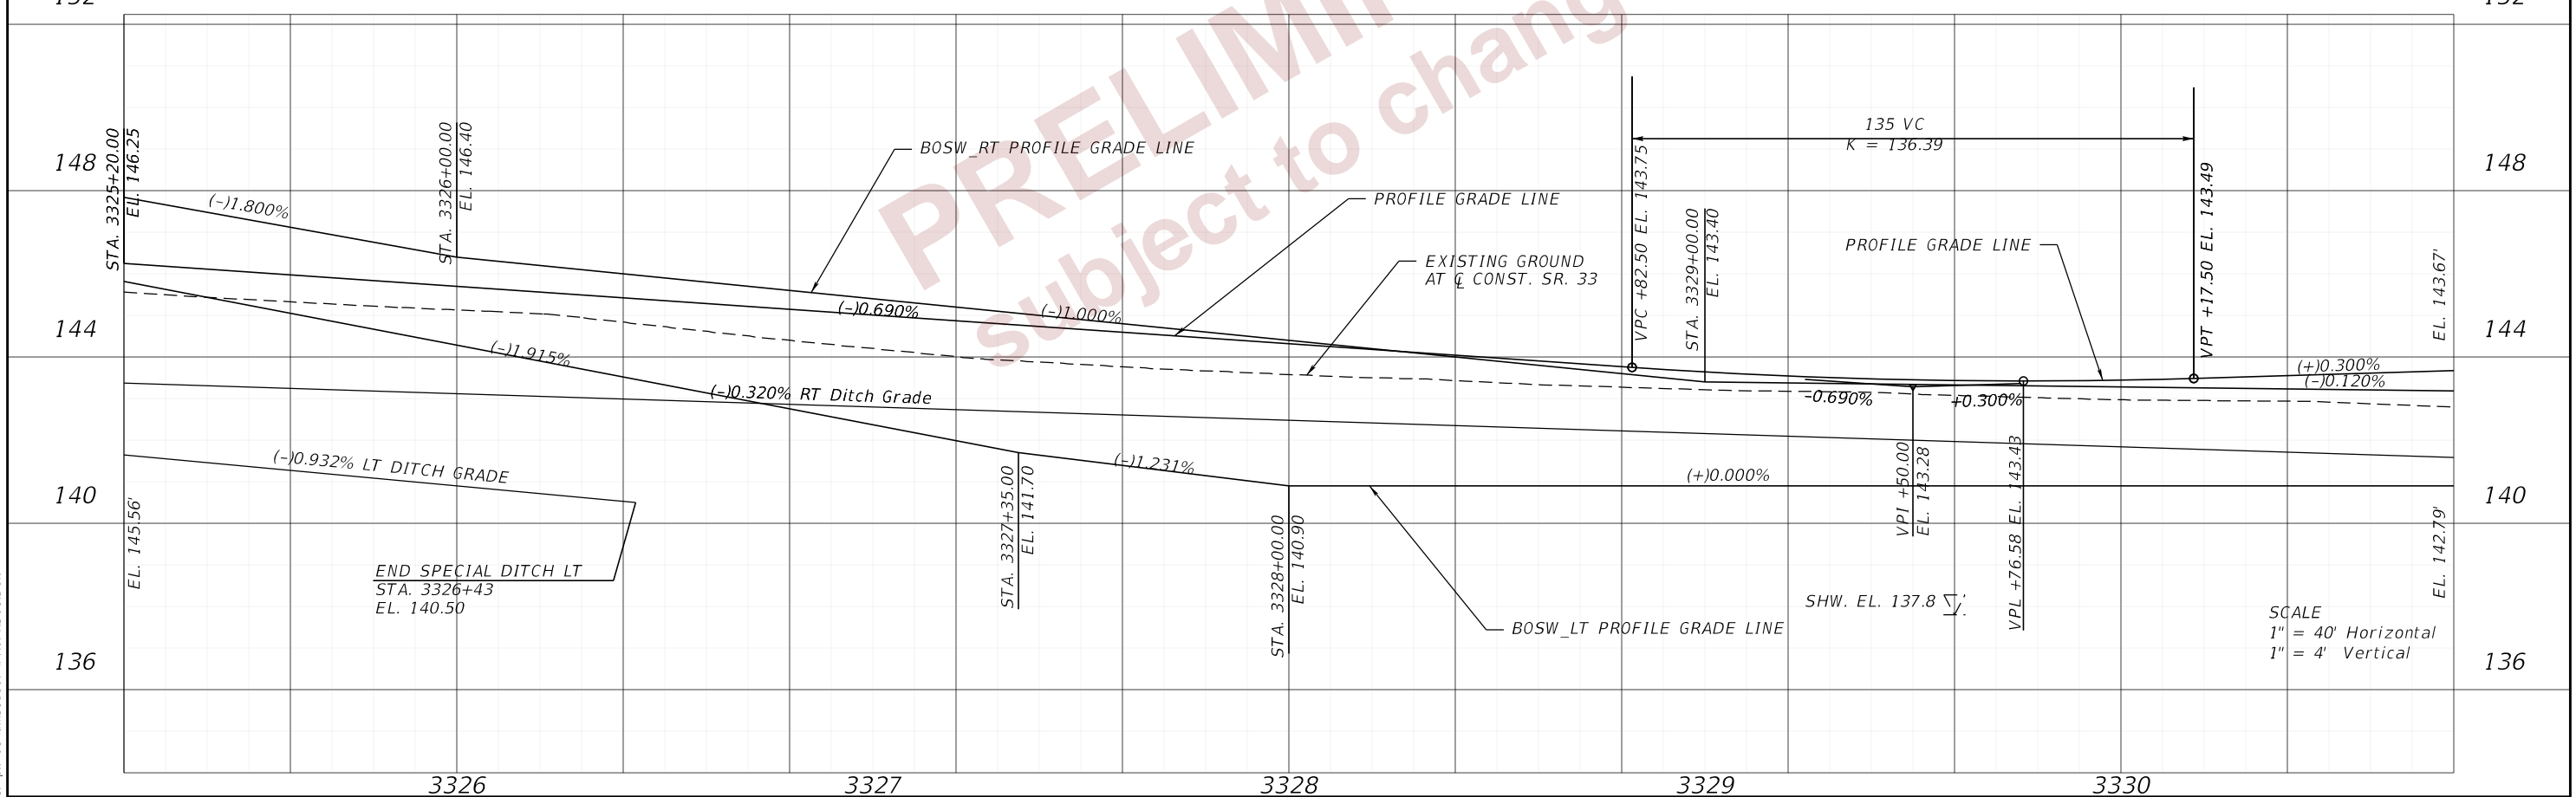 132
132
148
148
144
144
140
140
136
136
PRELIMI
subject to chang
STA. 3325+20.00
EL. 146.25
(-)1.800%
STA. 3326+00.00
EL. 146.40
BOSW_RT PROFILE GRADE LINE
PROFILE GRADE LINE
EXISTING GROUND
AT ℄ CONST. SR. 33
135 VC
K = 136.39
VPC +82.50 EL. 143.75
STA. 3329+00.00
EL. 143.40
PROFILE GRADE LINE
VPT +17.50 EL. 143.49
EL. 143.67'
(-)0.690%
(-)1.000%
(-)1.915%
(-)0.320% RT Ditch Grade
(+)0.300%
(-)0.120%
-0.690%
+0.300%
(-)0.932% LT DITCH GRADE
(-)1.231%
(+)0.000%
EL. 145.56'
END SPECIAL DITCH LT
STA. 3326+43
EL. 140.50
STA. 3327+35.00
EL. 141.70
STA. 3328+00.00
EL. 140.90
BOSW_LT PROFILE GRADE LINE
VPI +50.00
EL. 143.28
VPL +76.58 EL. 143.43
SHW. EL. 137.8
EL. 142.79'
SCALE
1" = 40' Horizontal
1" = 4' Vertical
3326
3327
3328
3329
3330